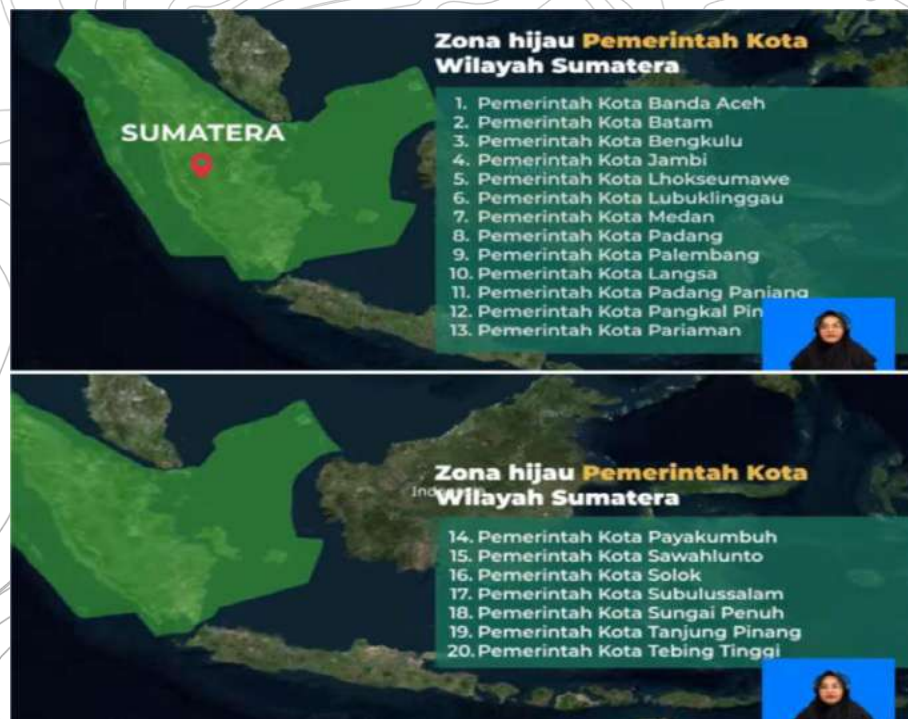 Zona hijau Pemerintah Kota
Wilayah Sumatera
SUMATERA
1. Pemerintah Kota Banda Aceh
2. Pemerintah Kota Batam
3. Pemerintah Kota Bengkulu
4. Pemerintah Kota Jambi
5. Pemerintah Kota Lhokseumawe
6. Pemerintah Kota Lubuklinggau
7. Pemerintah Kota Medan
8. Pemerintah Kota Padang
9. Pemerintah Kota Palembang
10. Pemerintah Kota Langsa
11. Pemerintah Kota Padang Panjang
12. Pemerintah Kota Pangkal Pin
13. Pemerintah Kota Pariaman
Zona hijau Pemerintah Kota
Wilayah Sumatera
14. Pemerintah Kota Payakumbuh
15. Pemerintah Kota Sawahlunto
16. Pemerintah Kota Solok
17. Pemerintah Kota Subulussalam
18. Pemerintah Kota Sungai Penuh
19. Pemerintah Kota Tanjung Pinang
20. Pemerintah Kota Tebing Tinggi